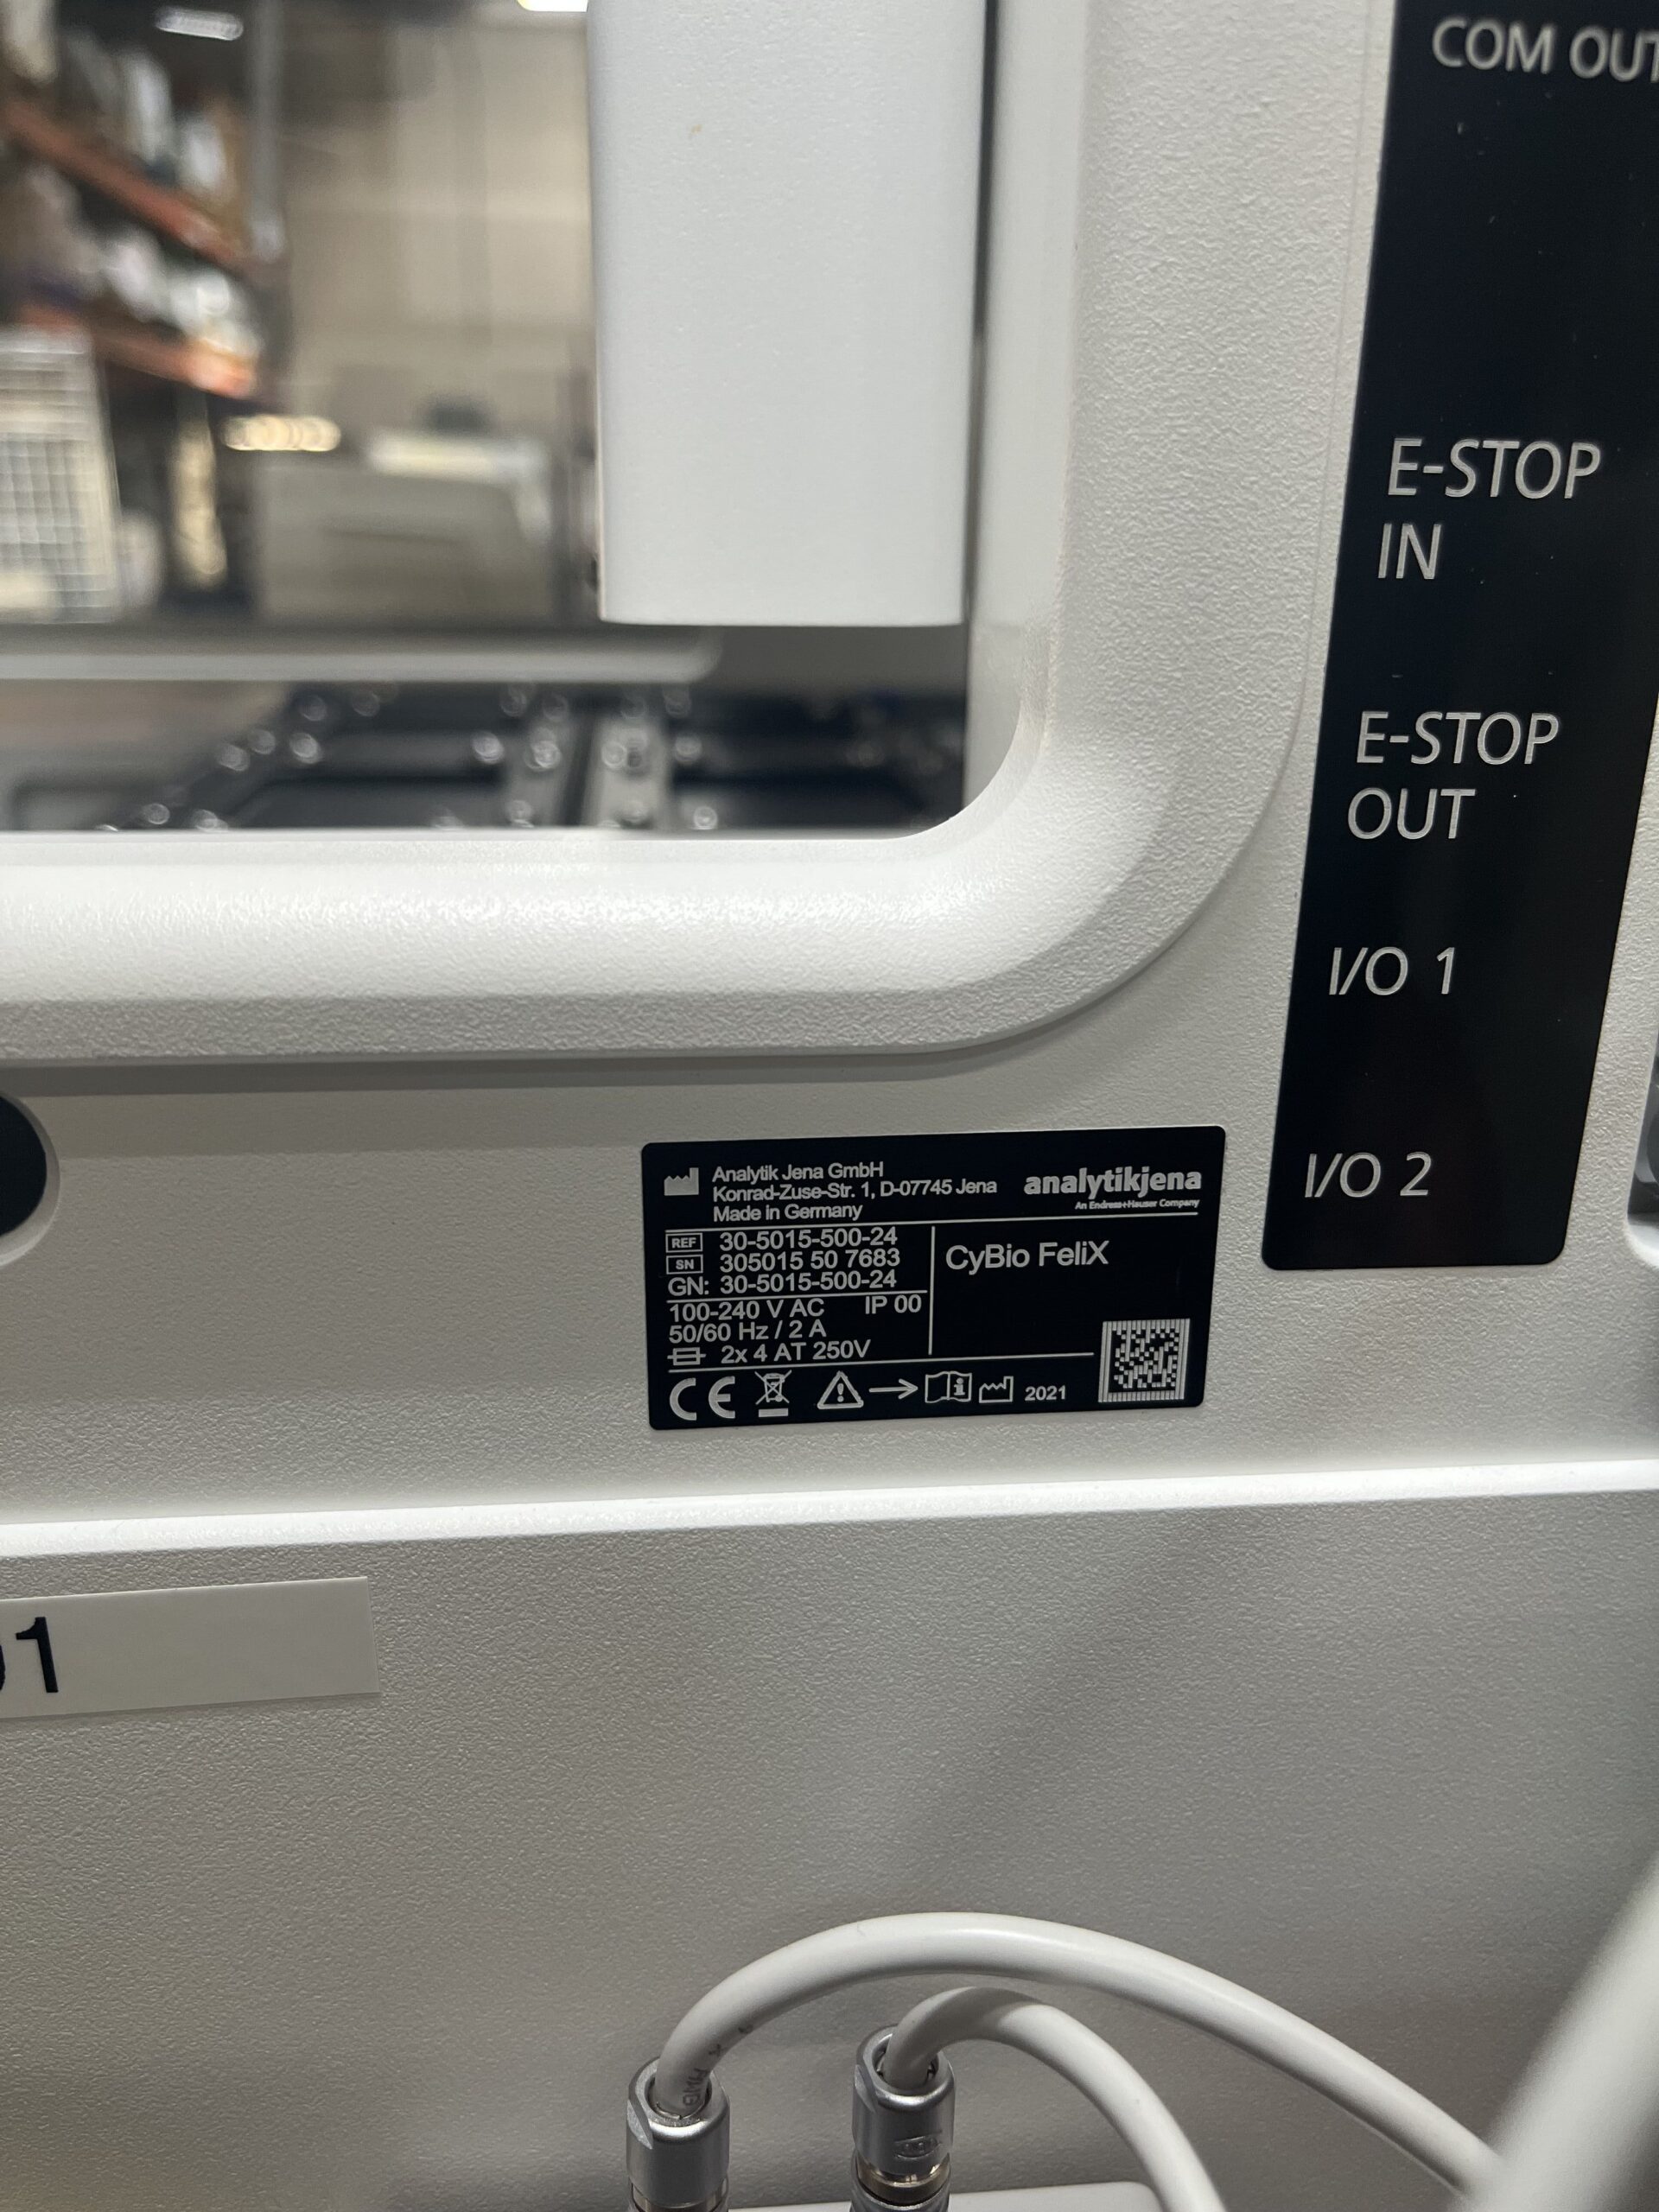 COM OUT
E-STOP
IN
E-STOP
OUT
I/O 1
I/O 2
Analytik Jena GmbH
Konrad-Zuse-Str. 1, D-07745 Jena
Made in Germany
analytikjena
An Endress+Hauser Company
REF 30-5015-500-24
SN 305015 50 7683
GN: 30-5015-500-24
CyBio FeliX
100-240 V AC IP 00
50/60 Hz / 2 A
2x 4 AT 250V
CE 2021